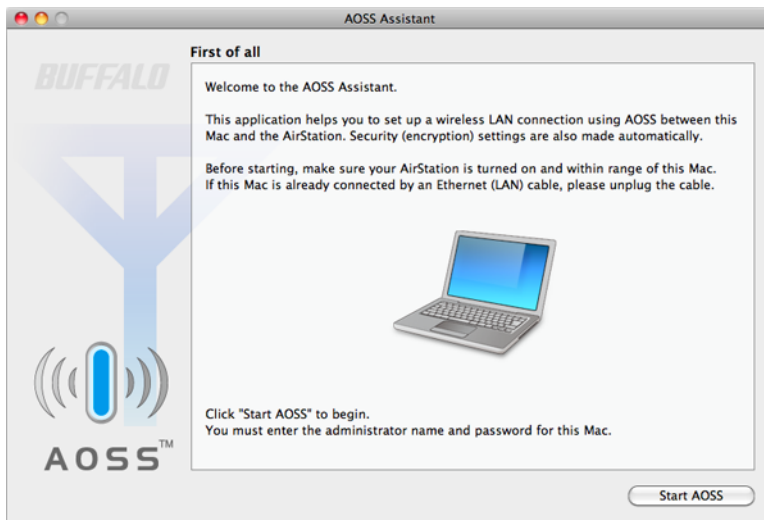 AOSS Assistant
First of all
BUFFALO
Welcome to the AOSS Assistant.
This application helps you to set up a wireless LAN connection using AOSS between this
Mac and the AirStation. Security (encryption) settings are also made automatically.
Before starting, make sure your AirStation is turned on and within range of this Mac.
If this Mac is already connected by an Ethernet (LAN) cable, please unplug the cable.
Click "Start AOSS" to begin.
You must enter the administrator name and password for this Mac.
AOSS™
Start AOSS